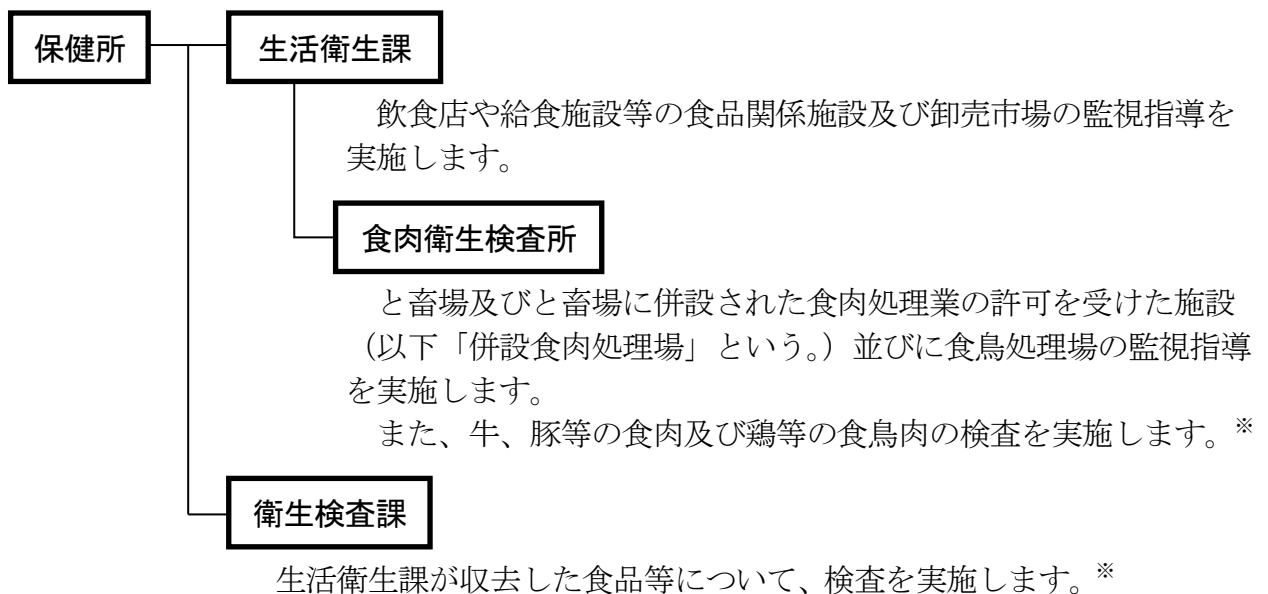 保健所
生活衛生課
飲食店や給食施設等の食品関係施設及び卸売市場の監視指導を
実施します。
食肉衛生検査所
と畜場及びと畜場に併設された食肉処理業の許可を受けた施設
（以下「併設食肉処理場」という。）並びに食鳥処理場の監視指導
を実施します。
また、牛、豚等の食肉及び鶏等の食鳥肉の検査を実施します。※
衛生検査課
生活衛生課が収去した食品等について、検査を実施します。※